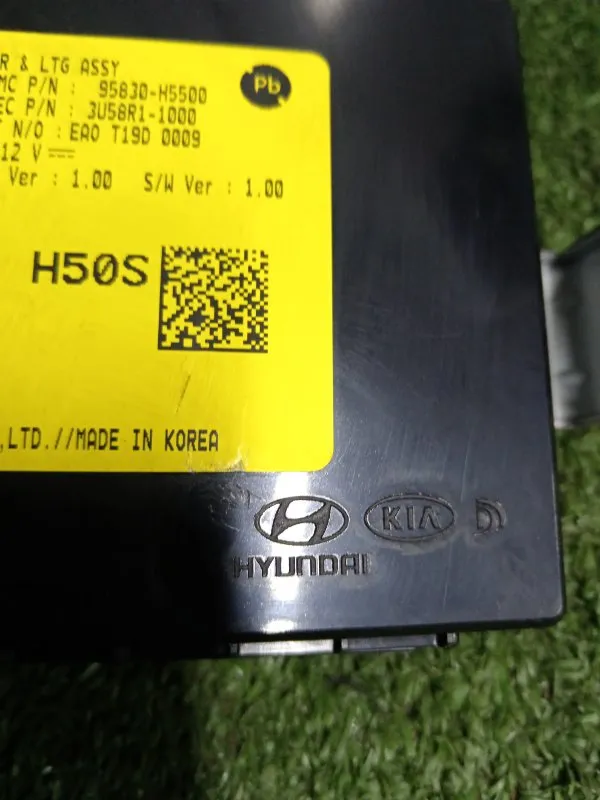 R & LTG ASSY
MC P/N : 95830-H5500
EC P/N : 3U58R1-1000
T N/O : EA0 T19D 0009
12 V
Ver : 1.00 S/W Ver : 1.00
Pb
H50S
,LTD.//MADE IN KOREA
HYUNDAI
KIA